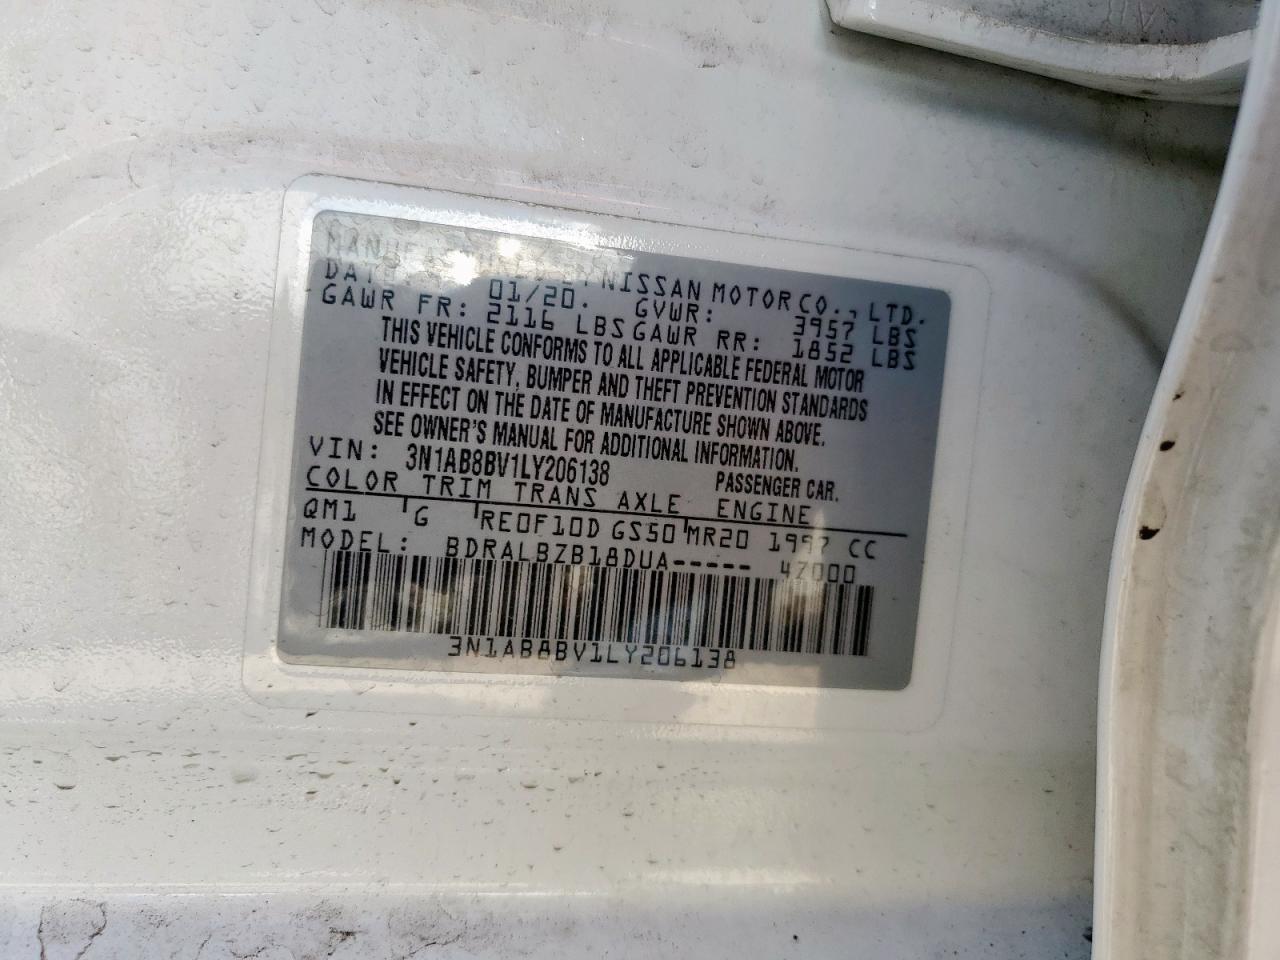 MANUFACTURED BY NISSAN MOTOR CO., LTD.
DATE 01/20. GVWR: 3957 LBS
GAWR FR: 2116 LBS GAWR RR: 1852 LBS
THIS VEHICLE CONFORMS TO ALL APPLICABLE FEDERAL MOTOR
VEHICLE SAFETY, BUMPER AND THEFT PREVENTION STANDARDS
IN EFFECT ON THE DATE OF MANUFACTURE SHOWN ABOVE.
SEE OWNER'S MANUAL FOR ADDITIONAL INFORMATION.
VIN: 3N1AB8BV1LY206138 PASSENGER CAR.
COLOR TRIM TRANS AXLE ENGINE
QM1 G RE0F10D GS50 MR20 1997 CC
MODEL: BDRALBZB18DUA----- 47000
3N1AB8BV1LY206138